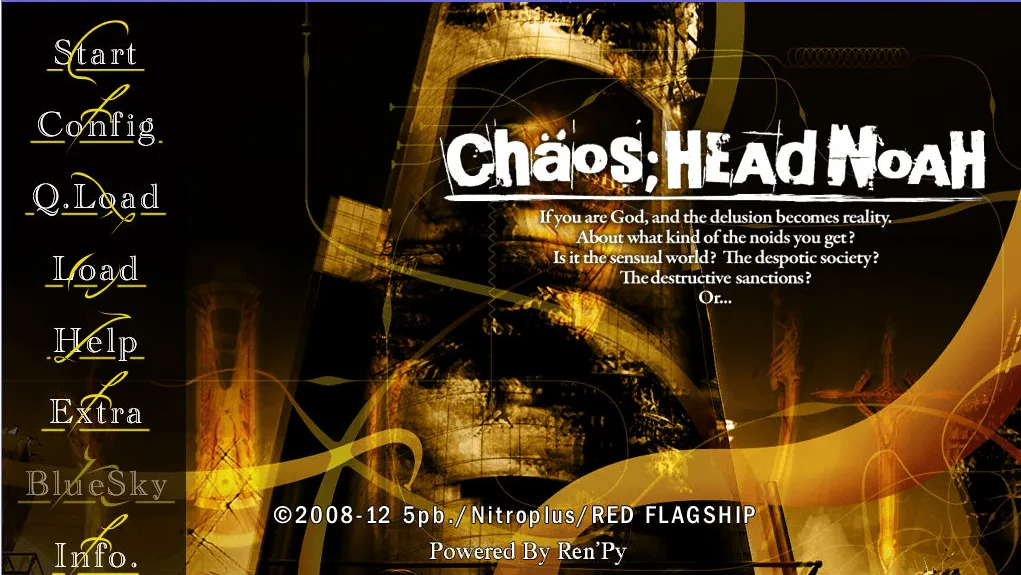 Start
Config
Q.Load
Load
Help
Extra
BlueSky
Info.
Chäos;HEAD NOAH
If you are God, and the delusion becomes reality.
About what kind of the noids you get?
Is it the sensual world? The despotic society?
The destructive sanctions?
Or...
©2008-12 5pb./Nitroplus/RED FLAGSHIP
Powered By Ren'Py